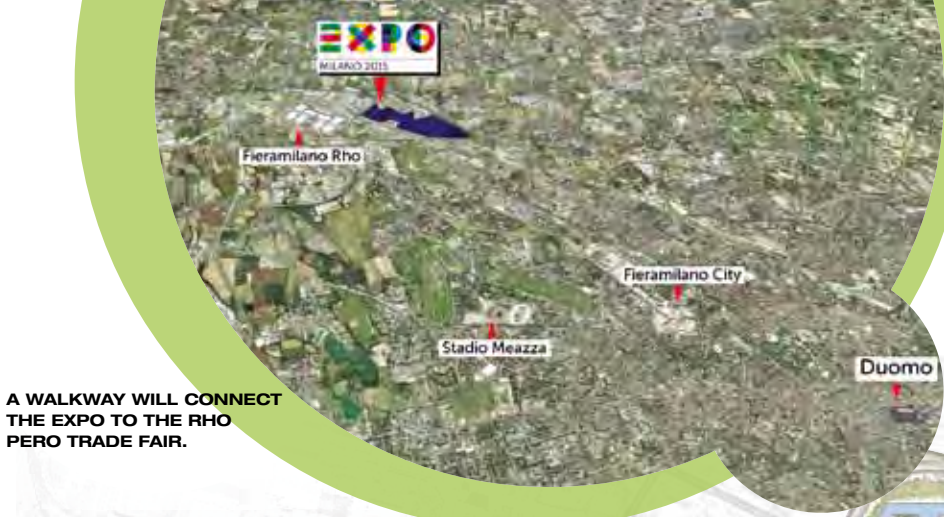 EXPO
MILANO 2015
Fieramilano Rho
Fieramilano City
Stadio Meazza
Duomo
A WALKWAY WILL CONNECT
THE EXPO TO THE RHO
PERO TRADE FAIR.